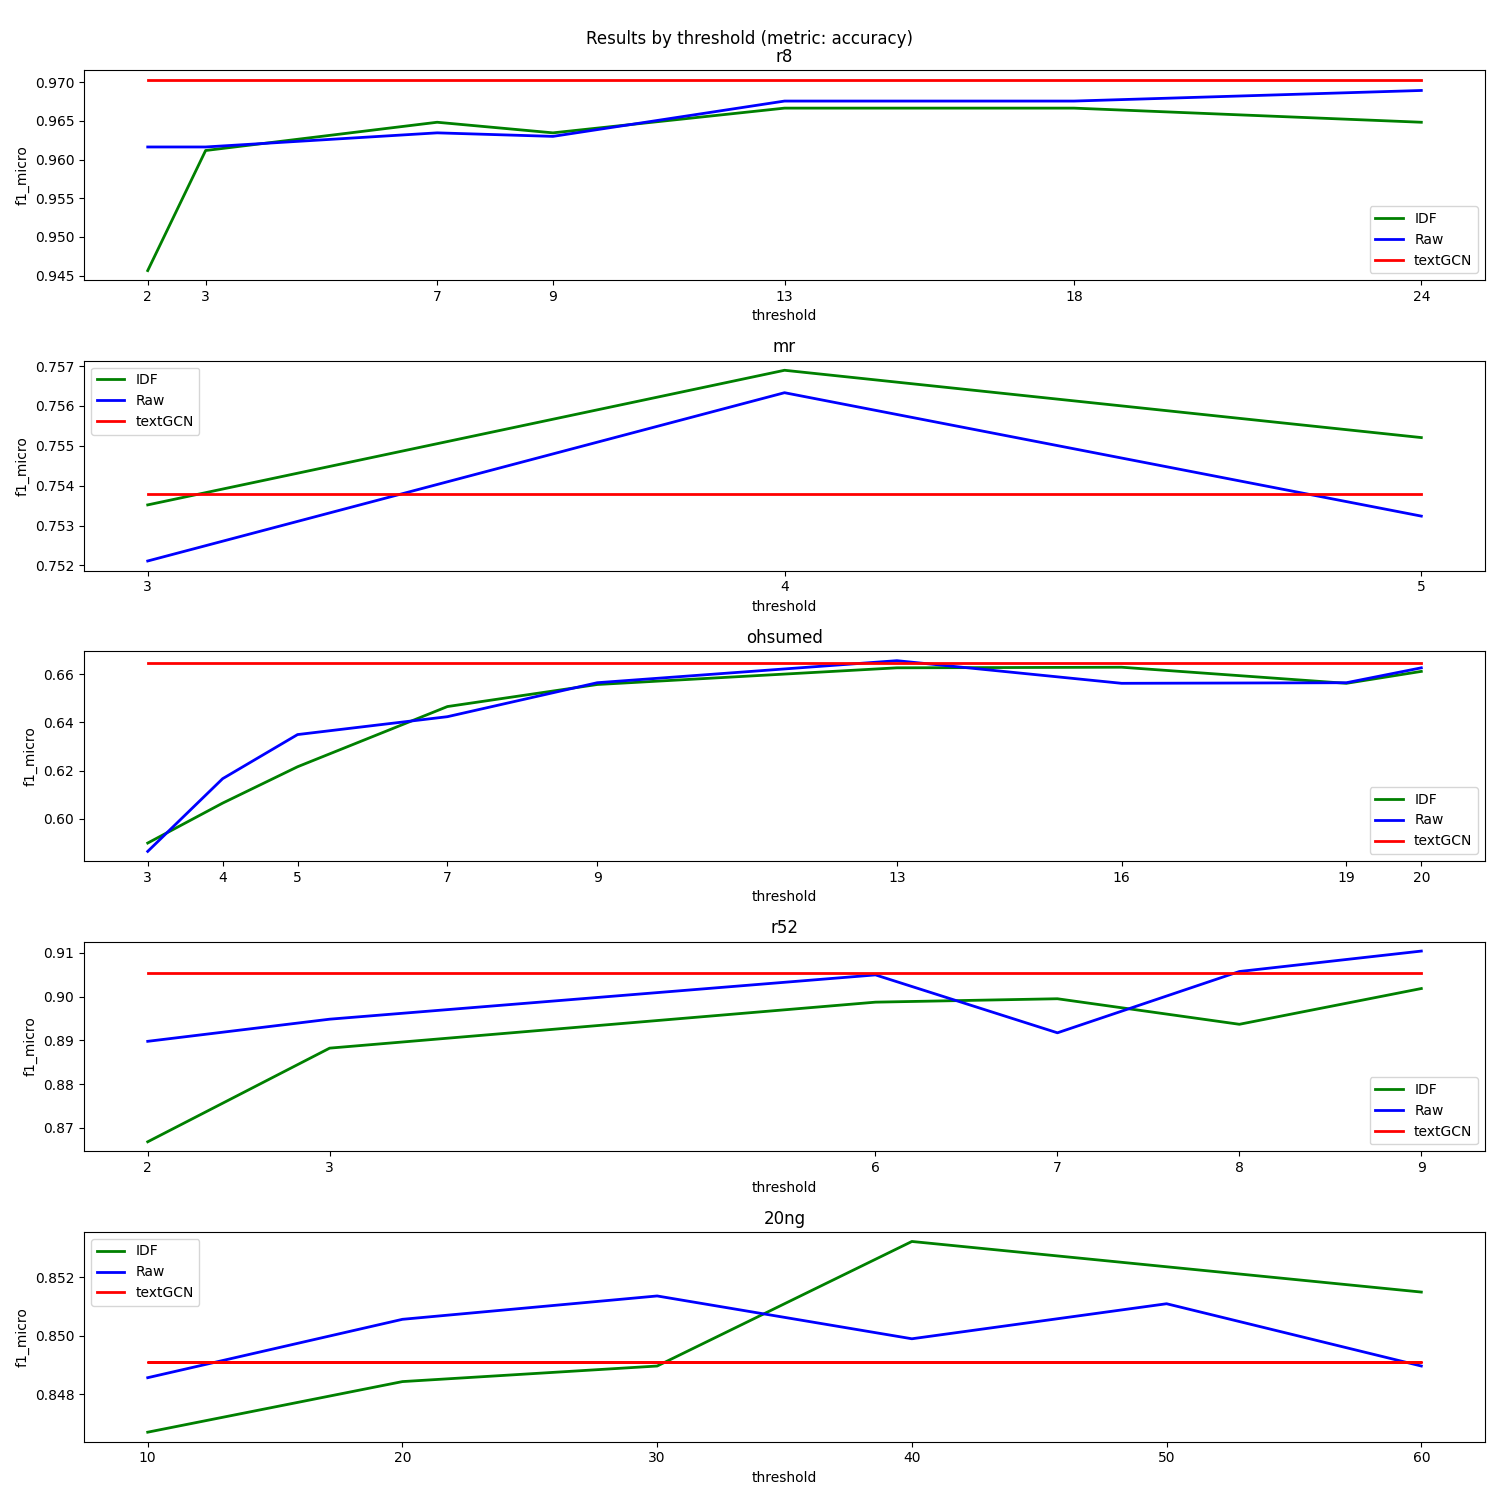 Results by threshold (metric: accuracy)
r8
0.970
0.965
0.960
0.955
0.950
0.945
f1_micro
IDF
Raw
textGCN
2 3 7 9 13 18 24
threshold
mr
0.757
0.756
0.755
0.754
0.753
0.752
f1_micro
IDF
Raw
textGCN
3 4 5
threshold
ohsumed
0.66
0.64
0.62
0.60
f1_micro
IDF
Raw
textGCN
3 4 5 7 9 13 16 19 20
threshold
r52
0.91
0.90
0.89
0.88
0.87
f1_micro
IDF
Raw
textGCN
2 3 6 7 8 9
threshold
20ng
0.852
0.850
0.848
f1_micro
IDF
Raw
textGCN
10 20 30 40 50 60
threshold